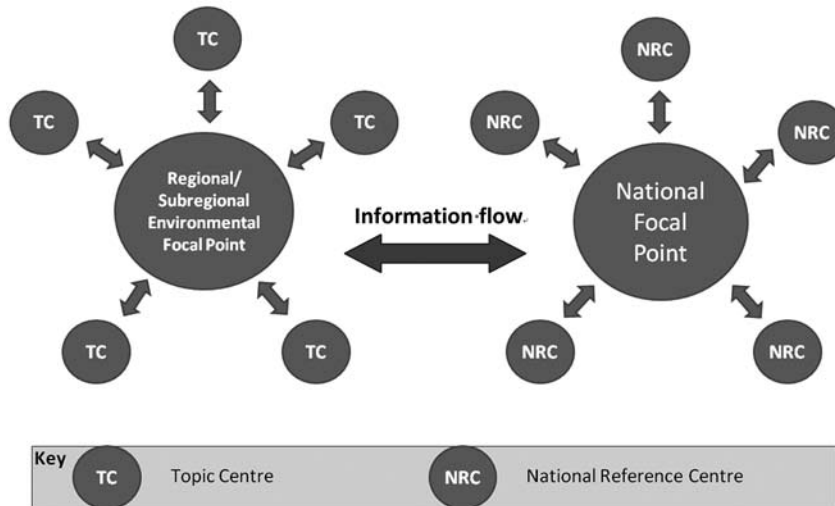 TC
TC
TC
Regional/
Subregional
Environmental
Focal Point
TC
TC
Information flow
NRC
NRC
NRC
National
Focal
Point
NRC
NRC
Key
TC
Topic Centre
NRC
National Reference Centre